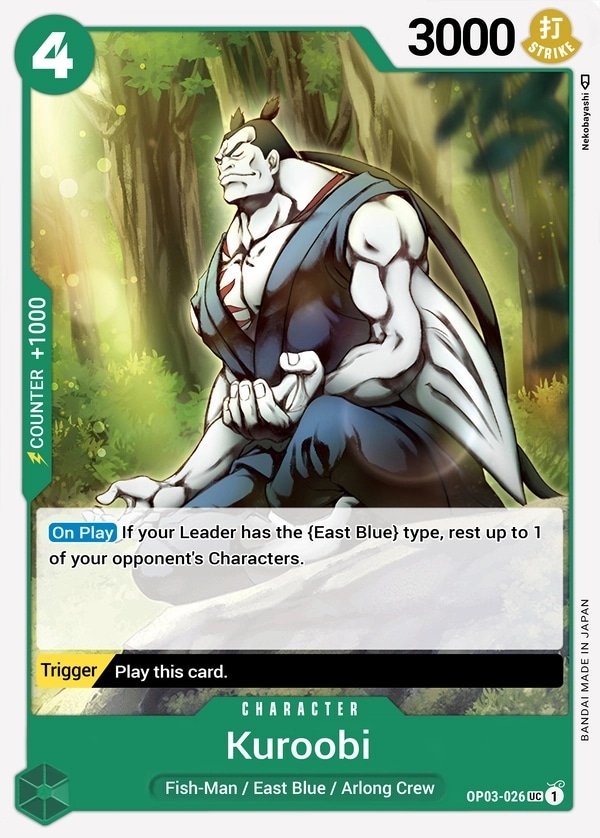 4
3000
打
STRIKE
Nekobayashi
COUNTER +1000
On Play If your Leader has the {East Blue} type, rest up to 1
of your opponent's Characters.
Trigger Play this card.
BANDAI MADE IN JAPAN
CHARACTER
Kuroobi
Fish-Man / East Blue / Arlong Crew
OP03-026 UC 1